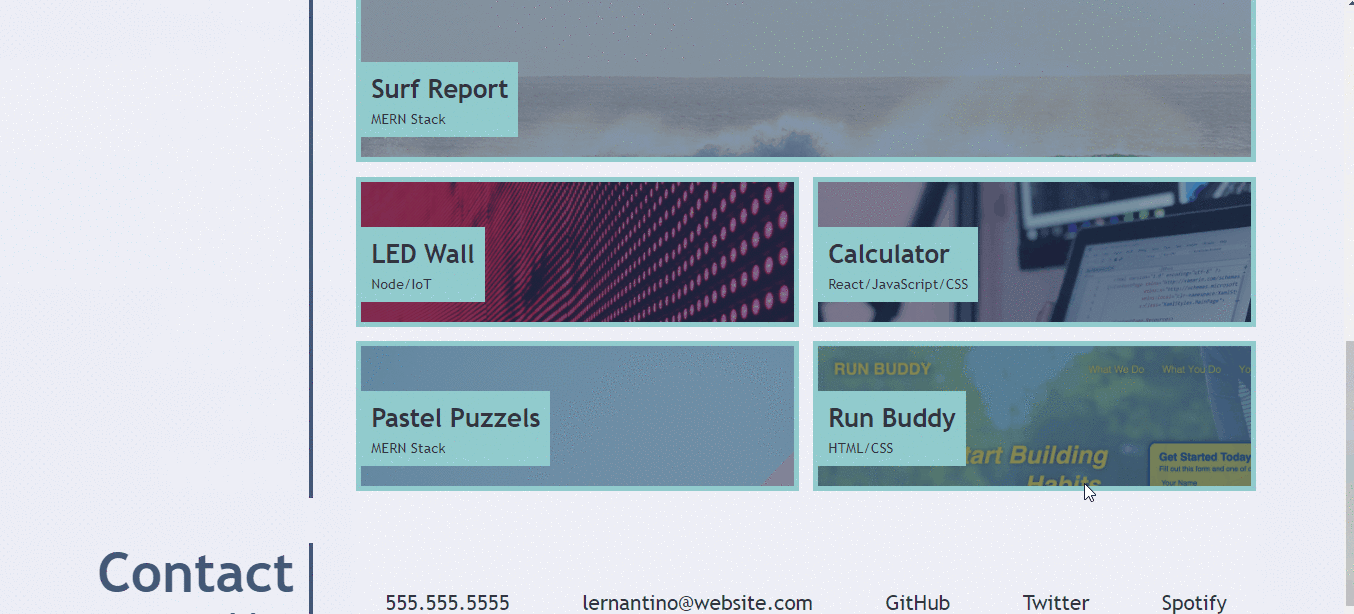 Surf Report
MERN Stack
LED Wall
Node/IoT
Calculator
React/JavaScript/CSS
Pastel Puzzels
MERN Stack
RUN BUDDY
What We Do What You Do Yo
Run Buddy
HTML/CSS
tart Building
Habits
Get Started Today
Fill out this form and one of
Your Name
Contact
555.555.5555
lernantino@website.com
GitHub
Twitter
Spotify